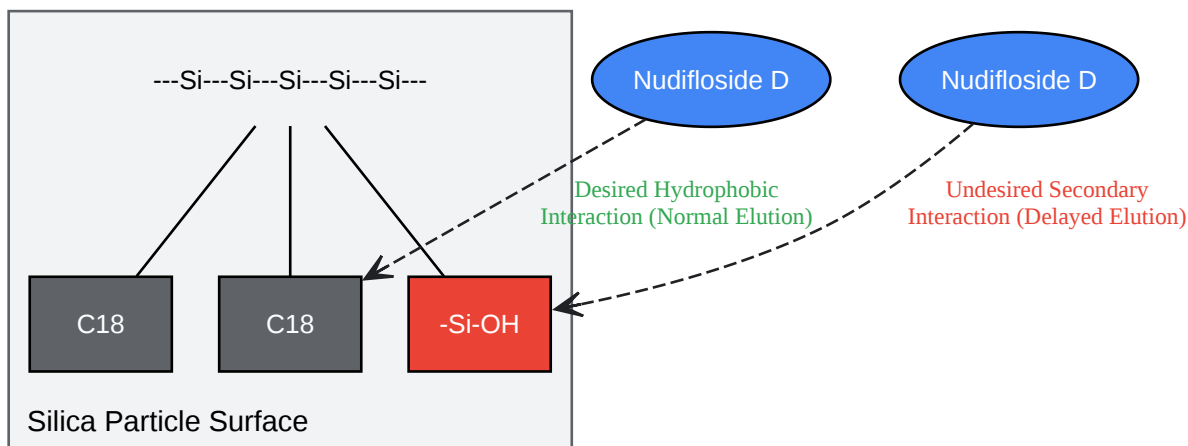 ---Si---Si---Si---Si---Si---
Nudifloside D
Nudifloside D
Desired Hydrophobic
Interaction (Normal Elution)
Undesired Secondary
Interaction (Delayed Elution)
C18
C18
-Si-OH
Silica Particle Surface